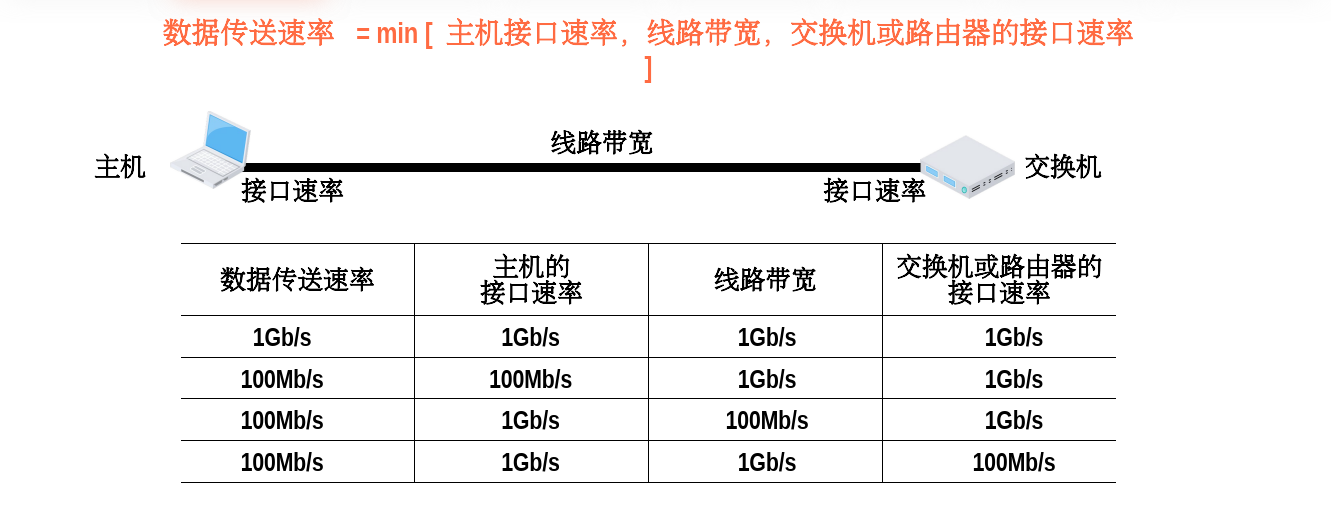 数据传送速率 = min [ 主机接口速率，线路带宽，交换机或路由器的接口速率
]
线路带宽
主机
交换机
接口速率 接口速率
数据传送速率 主机的 线路带宽 交换机或路由器的
接口速率 接口速率
1Gb/s 1Gb/s 1Gb/s 1Gb/s
100Mb/s 100Mb/s 1Gb/s 1Gb/s
100Mb/s 1Gb/s 100Mb/s 1Gb/s
100Mb/s 1Gb/s 1Gb/s 100Mb/s